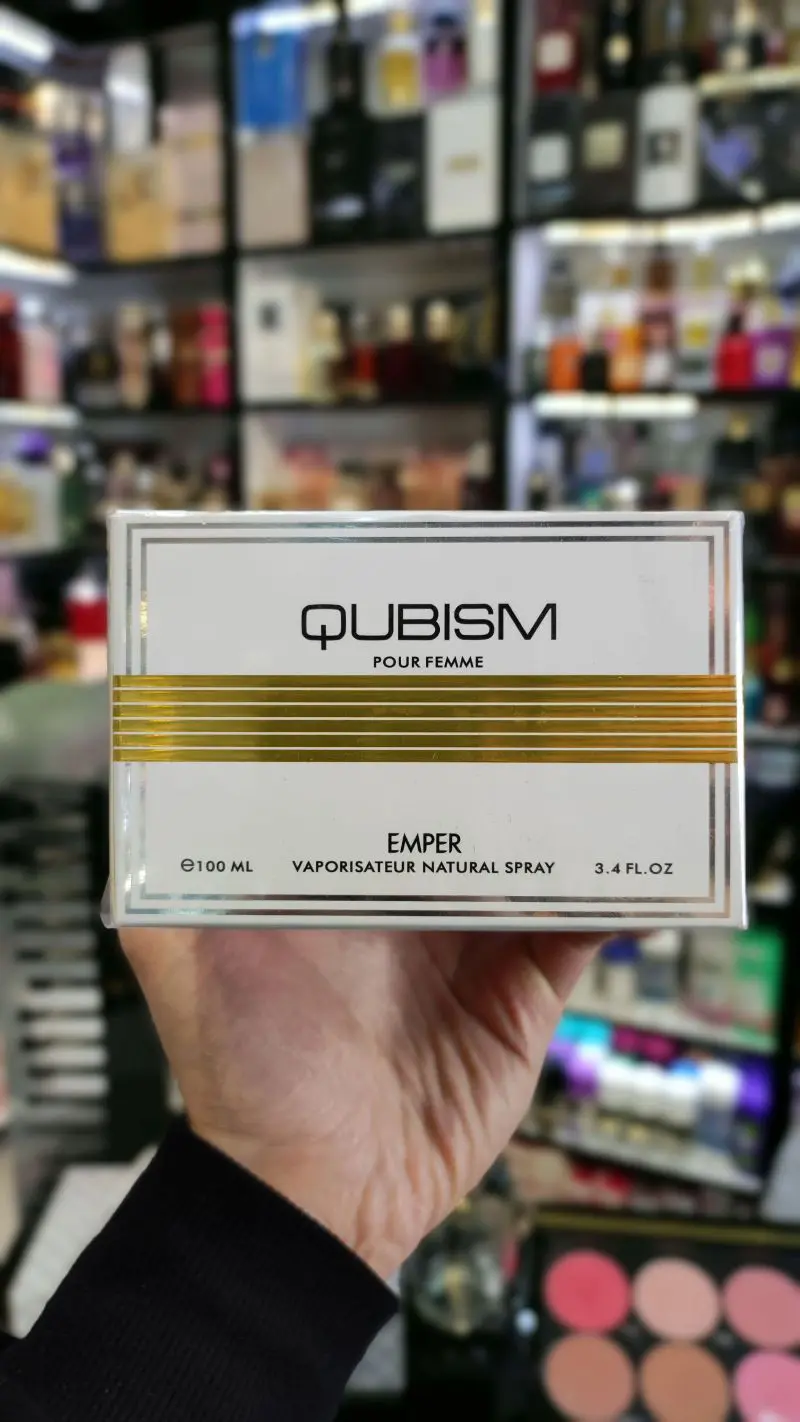 QUBISM
POUR FEMME
EMPER
℮100 ML VAPORISATEUR NATURAL SPRAY 3.4 FL.OZ